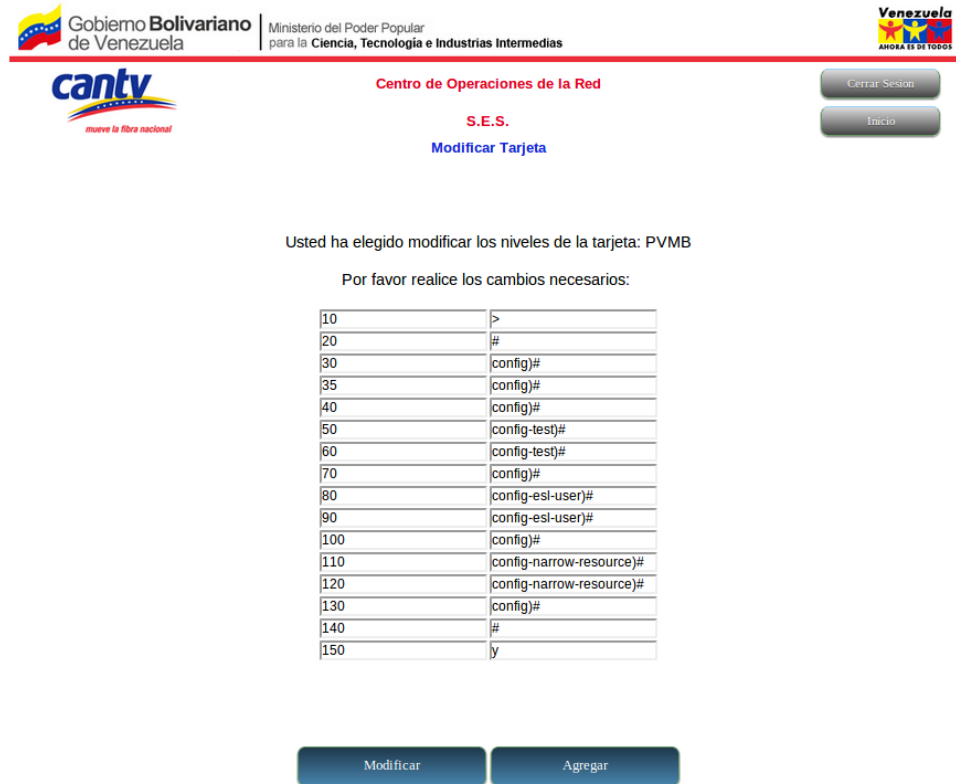 Gobierno Bolivariano
de Venezuela
Ministerio del Poder Popular
para la Ciencia, Tecnología e Industrias Intermedias
Venezuela
AHORA ES DE TODOS
cantv
mueve la fibra nacional
Centro de Operaciones de la Red
S.E.S.
Modificar Tarjeta
Cerrar Sesion
Inicio
Usted ha elegido modificar los niveles de la tarjeta: PVMB
Por favor realice los cambios necesarios:
10 >
20 #
30 config)#
35 config)#
40 config)#
50 config-test)#
60 config-test)#
70 config)#
80 config-esl-user)#
90 config-esl-user)#
100 config)#
110 config-narrow-resource)#
120 config-narrow-resource)#
130 config)#
140 #
150 y
Modificar Agregar